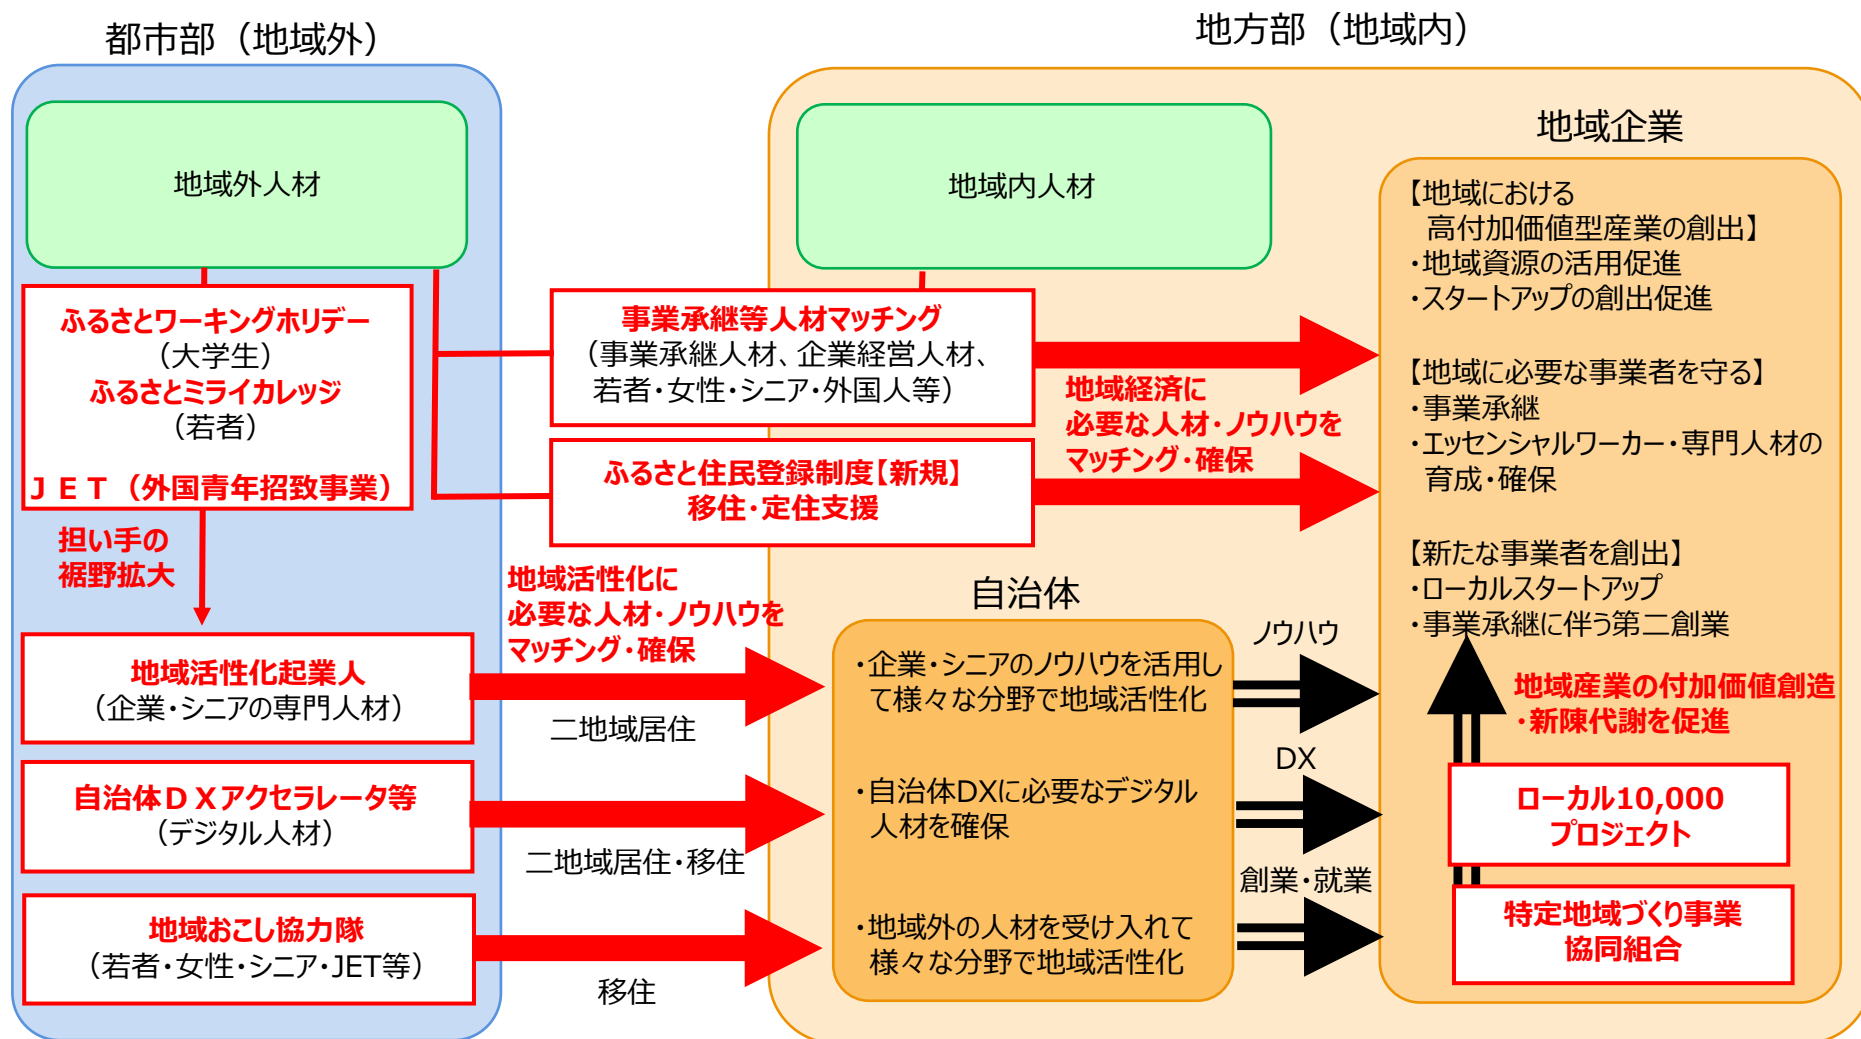 都市部（地域外）
地方部（地域内）
地域外人材
地域内人材
地域企業
ふるさとワーキングホリデー
（大学生）
ふるさとミライカレッジ
（若者）
ＪＥＴ（外国青年招致事業）
担い手の
裾野拡大
事業承継等人材マッチング
（事業承継人材、企業経営人材、
若者・女性・シニア・外国人等）
ふるさと住民登録制度【新規】
移住・定住支援
地域経済に
必要な人材・ノウハウを
マッチング・確保
【地域における
高付加価値型産業の創出】
・地域資源の活用促進
・スタートアップの創出促進
【地域に必要な事業者を守る】
・事業承継
・エッセンシャルワーカー・専門人材の
育成・確保
【新たな事業者を創出】
・ローカルスタートアップ
・事業承継に伴う第二創業
地域活性化に
必要な人材・ノウハウを
マッチング・確保
地域活性化起業人
（企業・シニアの専門人材）
二地域居住
自治体ＤＸアクセラレータ等
（デジタル人材）
二地域居住・移住
地域おこし協力隊
（若者・女性・シニア・JET等）
移住
自治体
・企業・シニアのノウハウを活用し
て様々な分野で地域活性化
・自治体DXに必要なデジタル
人材を確保
・地域外の人材を受け入れて
様々な分野で地域活性化
ノウハウ
DX
創業・就業
地域産業の付加価値創造
・新陳代謝を促進
ローカル10,000
プロジェクト
特定地域づくり事業
協同組合